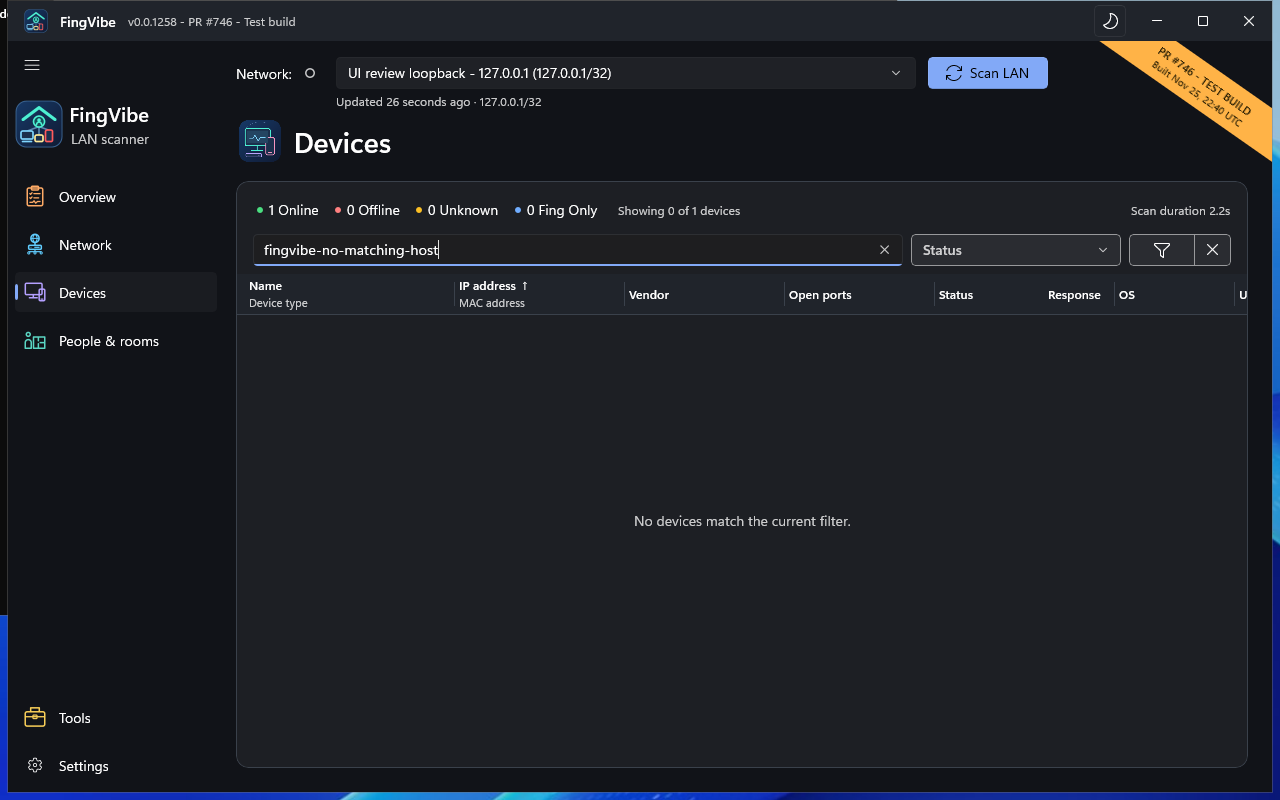 FingVibe v0.0.1258 - PR #746 - Test build
PR #746 - TEST BUILD
Built Nov 25, 22:40 UTC
Network:
UI review loopback - 127.0.0.1 (127.0.0.1/32)
Scan LAN
Updated 26 seconds ago · 127.0.0.1/32
FingVibe
LAN scanner
Overview
Network
Devices
People & rooms
Tools
Settings
Devices
1 Online 0 Offline 0 Unknown 0 Fing Only Showing 0 of 1 devices Scan duration 2.2s
fingvibe-no-matching-host
Status
Name
Device type
IP address ↑
MAC address
Vendor
Open ports
Status
Response
OS
No devices match the current filter.